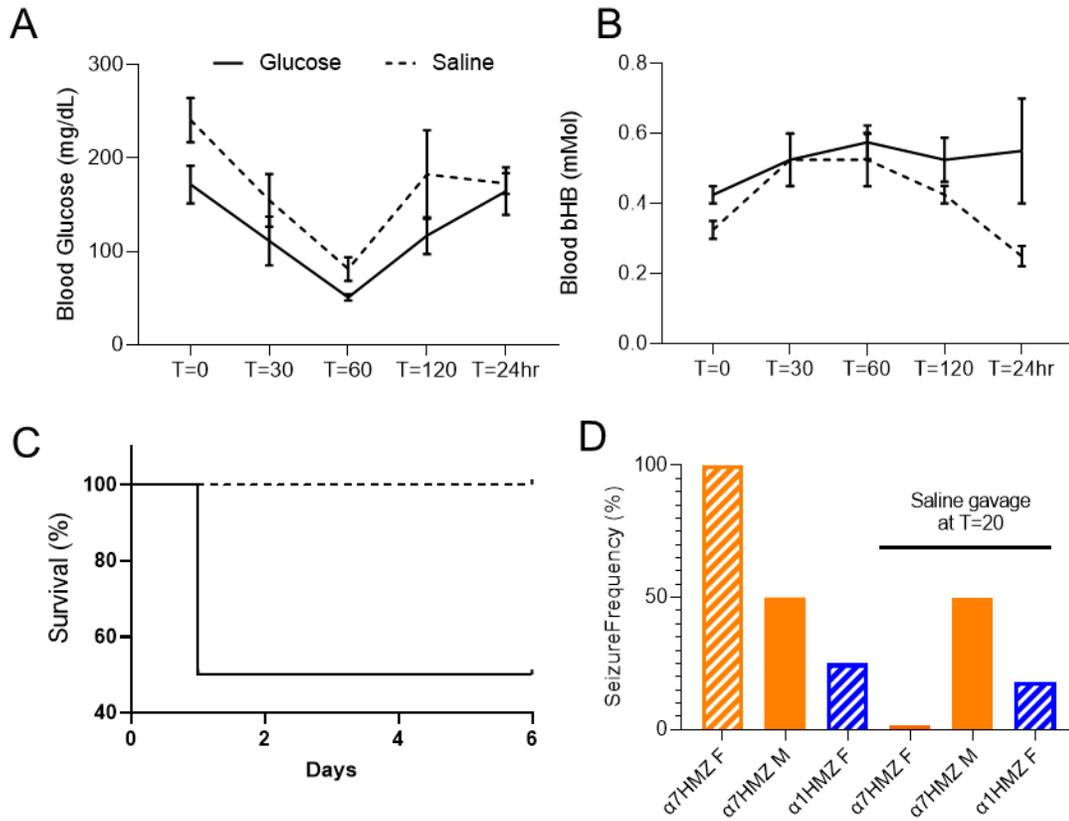 A
Glucose
Saline
Blood Glucose (mg/dL)
300
200
100
0
T=0
T=30
T=60
T=120
T=24hr
B
Blood bHB (mMol)
0.8
0.6
0.4
0.2
0.0
T=0
T=30
T=60
T=120
T=24hr
C
Survival (%)
100
80
60
40
0
2
4
6
Days
D
SeizureFrequency (%)
100
50
0
Saline gavage
at T=20
α7HMZ F
α7HMZ M
α1HMZ F
α7HMZ F
α7HMZ M
α1HMZ F